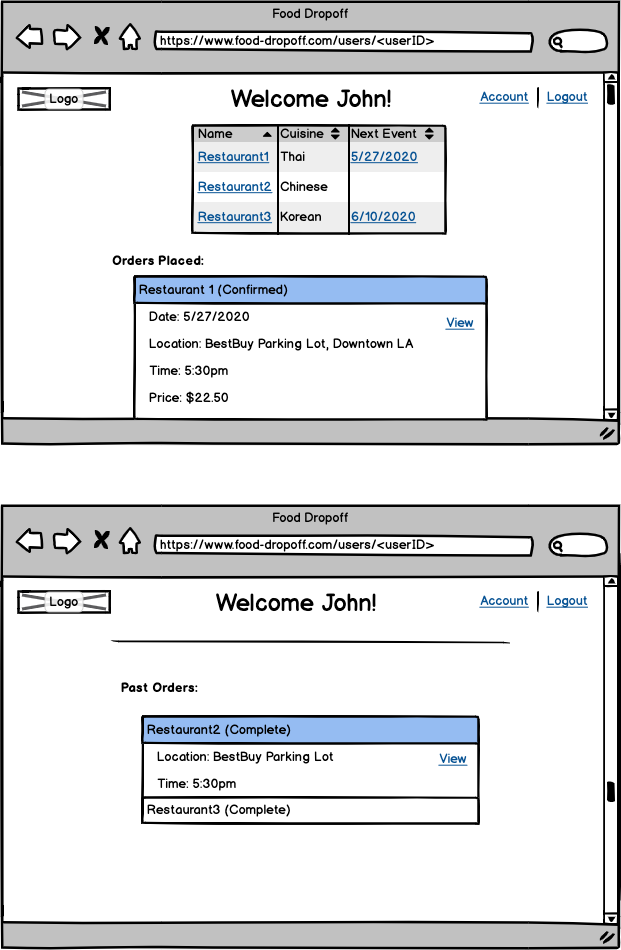 Food Dropoff
https://www.food-dropoff.com/users/<userID>
Logo
Welcome John!
Account
Logout
Name Cuisine Next Event
Restaurant1 Thai 5/27/2020
Restaurant2 Chinese
Restaurant3 Korean 6/10/2020
Orders Placed:
Restaurant 1 (Confirmed)
Date: 5/27/2020
View
Location: BestBuy Parking Lot, Downtown LA
Time: 5:30pm
Price: $22.50
Food Dropoff
https://www.food-dropoff.com/users/<userID>
Logo
Welcome John!
Account
Logout
Past Orders:
Restaurant2 (Complete)
Location: BestBuy Parking Lot
View
Time: 5:30pm
Restaurant3 (Complete)